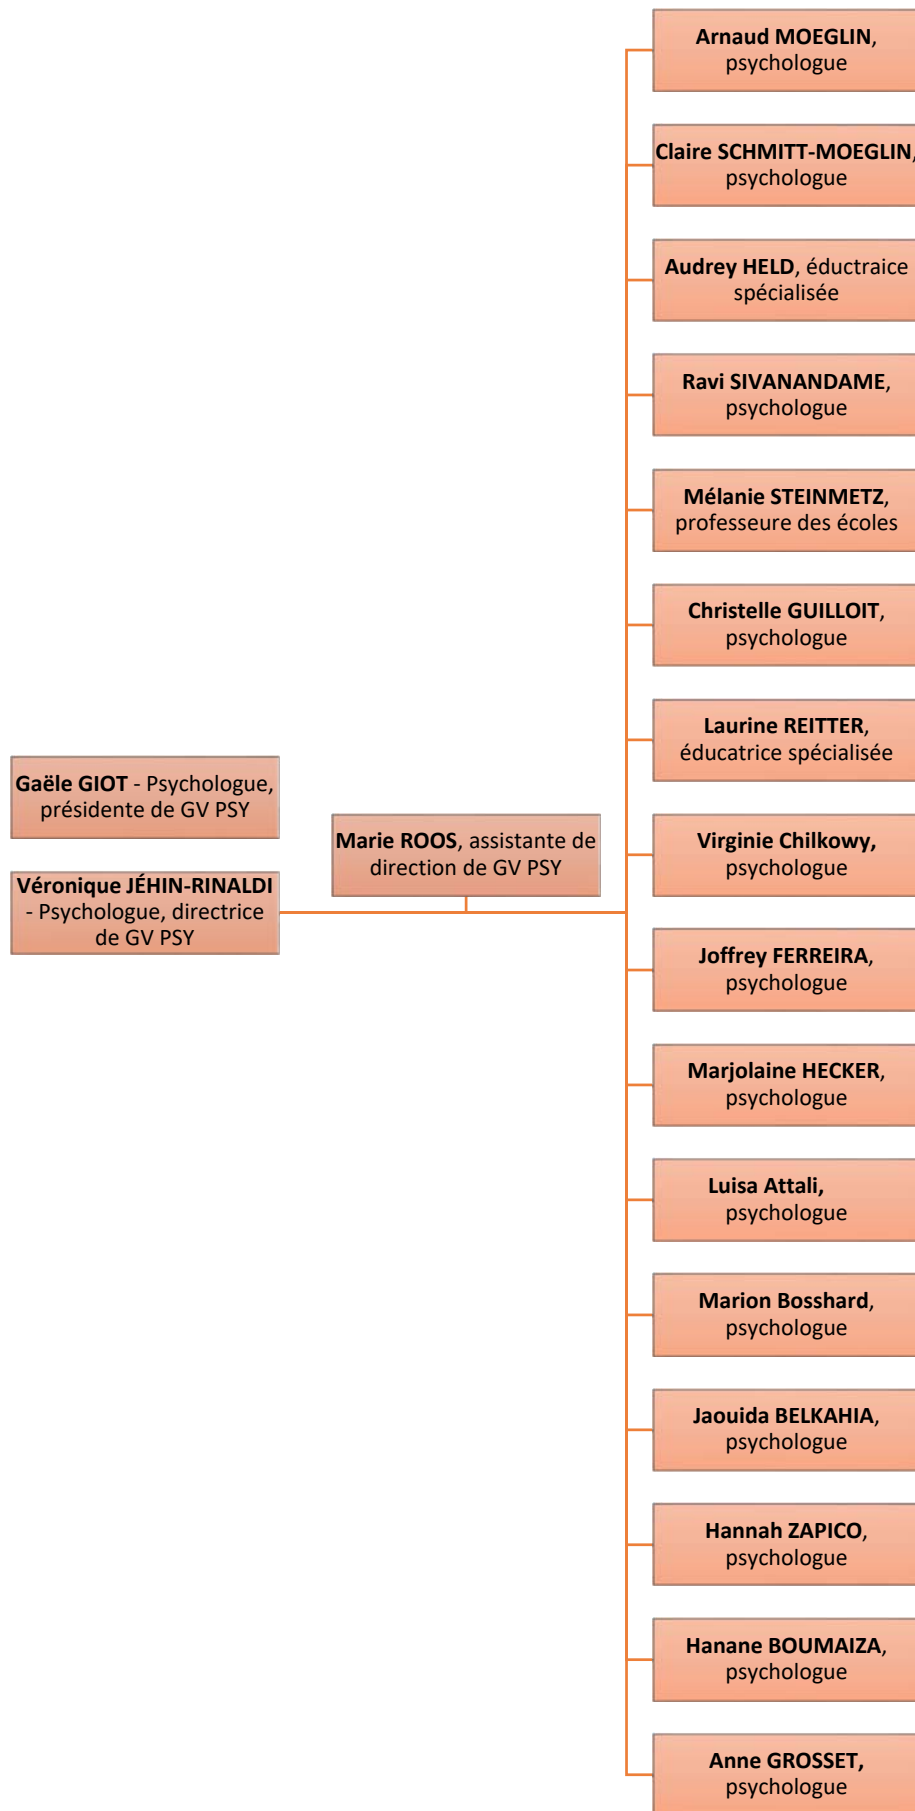 Arnaud MOEGLIN,
psychologue
Claire SCHMITT-MOEGLIN,
psychologue
Audrey HELD, éductraice
spécialisée
Ravi SIVANANDAME,
psychologue
Mélanie STEINMETZ,
professeure des écoles
Christelle GUILLOIT,
psychologue
Laurine REITTER,
éducatrice spécialisée
Gaële GIOT - Psychologue,
présidente de GV PSY
Marie ROOS, assistante de
direction de GV PSY
Véronique JÉHIN-RINALDI
- Psychologue, directrice
de GV PSY
Virginie Chilkowy,
psychologue
Joffrey FERREIRA,
psychologue
Marjolaine HECKER,
psychologue
Luisa Attali,
psychologue
Marion Bosshard,
psychologue
Jaouida BELKAHIA,
psychologue
Hannah ZAPICO,
psychologue
Hanane BOUMAIZA,
psychologue
Anne GROSSET,
psychologue